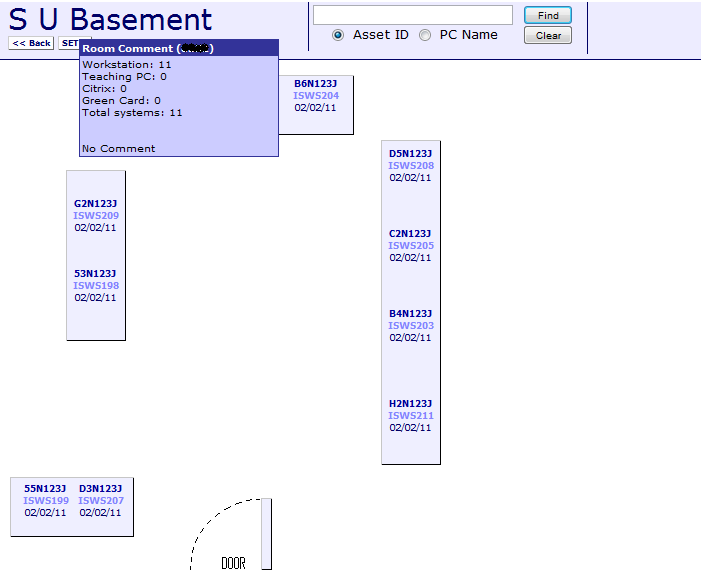 S U Basement
Find
Asset ID PC Name
Clear
<< Back SET
Room Comment ( )
Workstation: 11
Teaching PC: 0
Citrix: 0
Green Card: 0
Total systems: 11
No Comment
B6N123J
ISWS204
02/02/11
D5N123J
ISWS208
02/02/11
G2N123J
ISWS209
02/02/11
C2N123J
ISWS205
02/02/11
53N123J
ISWS198
02/02/11
B4N123J
ISWS203
02/02/11
H2N123J
ISWS211
02/02/11
55N123J D3N123J
ISWS199 ISWS207
02/02/11 02/02/11
DOOR